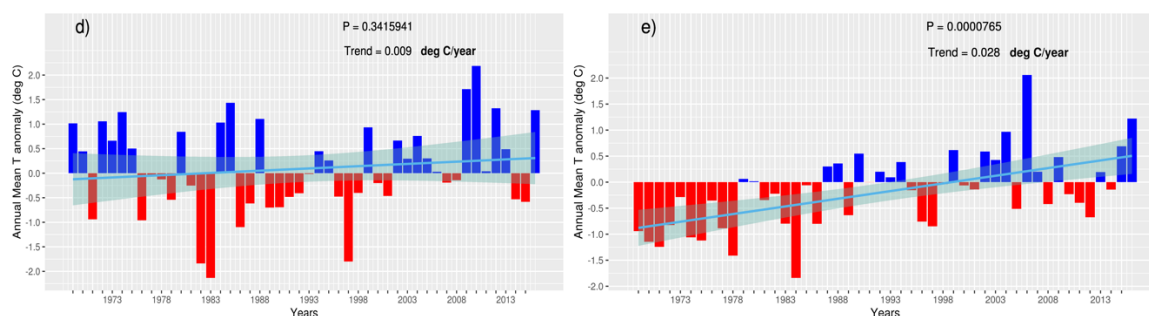 d)
P = 0.3415941
Trend = 0.009 deg C/year
Annual Mean T anomaly (deg C)
2.0
1.5
1.0
0.5
0.0
-0.5
-1.0
-1.5
-2.0
1973 1978 1983 1988 1993 1998 2003 2008 2013
Years
e)
P = 0.0000765
Trend = 0.028 deg C/year
Annual Mean T anomaly (deg C)
2.0
1.5
1.0
0.5
0.0
-0.5
-1.0
-1.5
-2.0
1973 1978 1983 1988 1993 1998 2003 2008 2013
Years